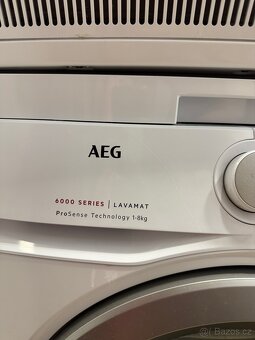 AEG
6000 SERIES | LAVAMAT
ProSense Technology 1-8kg
Bazos.cz